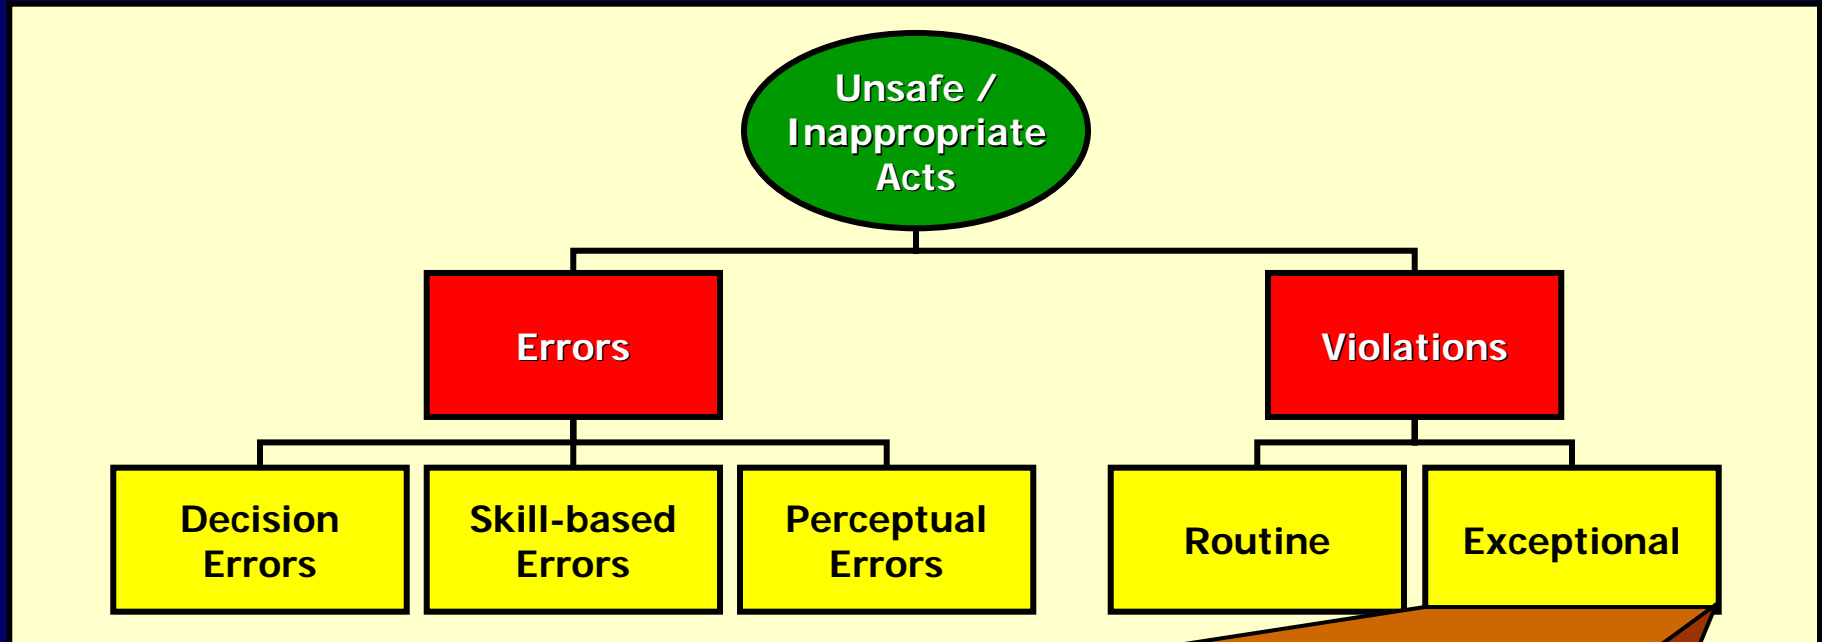 Unsafe /
Inappropriate
Acts
Errors
Violations
Decision
Errors
Skill-based
Errors
Perceptual
Errors
Routine
Exceptional